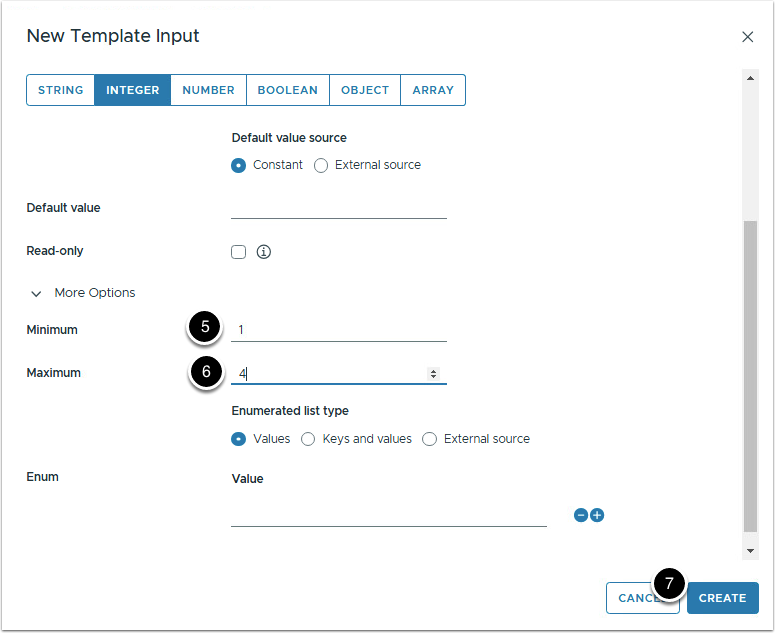 New Template Input
STRING INTEGER NUMBER BOOLEAN OBJECT ARRAY
Default value source
Constant External source
Default value
Read-only
More Options
Minimum 5 1
Maximum 6 4
Enumerated list type
Values Keys and values External source
Enum Value
7
CANCEL CREATE